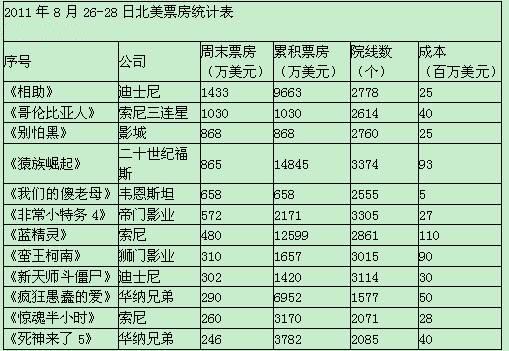 2011 年 8 月 26-28 日北美票房统计表
序号 公司 周末票房（万美元） 累积票房（万美元） 院线数（个） 成本（百万美元）
《相助》 迪士尼 1433 9663 2778 25
《哥伦比亚人》 索尼三连星 1030 1030 2614 40
《别怕黑》 影城 868 868 2760 25
《猿族崛起》 二十世纪福斯 865 14845 3374 93
《我们的傻老母》 韦恩斯坦 658 658 2555 5
《非常小特务 4》 帝门影业 572 2171 3305 27
《蓝精灵》 索尼 480 12599 2861 110
《蛮王柯南》 狮门影业 310 1657 3015 90
《新天师斗僵尸》 迪士尼 302 1420 3114 30
《疯狂愚蠢的爱》 华纳兄弟 290 6952 1577 50
《惊魂半小时》 索尼 260 3170 2071 28
《死神来了 5》 华纳兄弟 246 3782 2085 40